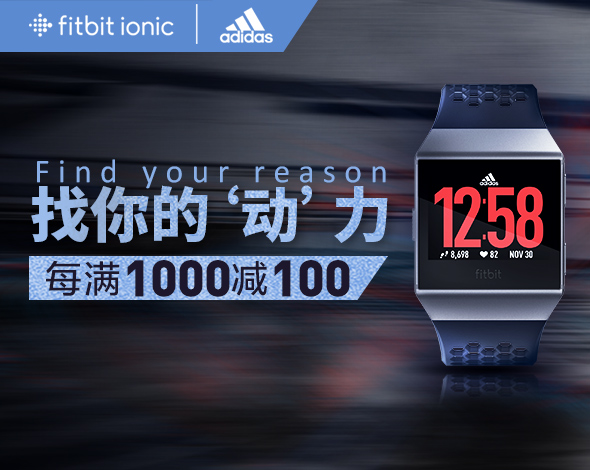 fitbit ionic
adidas
Find your reason
找你的‘动’力
每满1000减100
adidas
12:58
8,698 82 NOV 30
fitbit